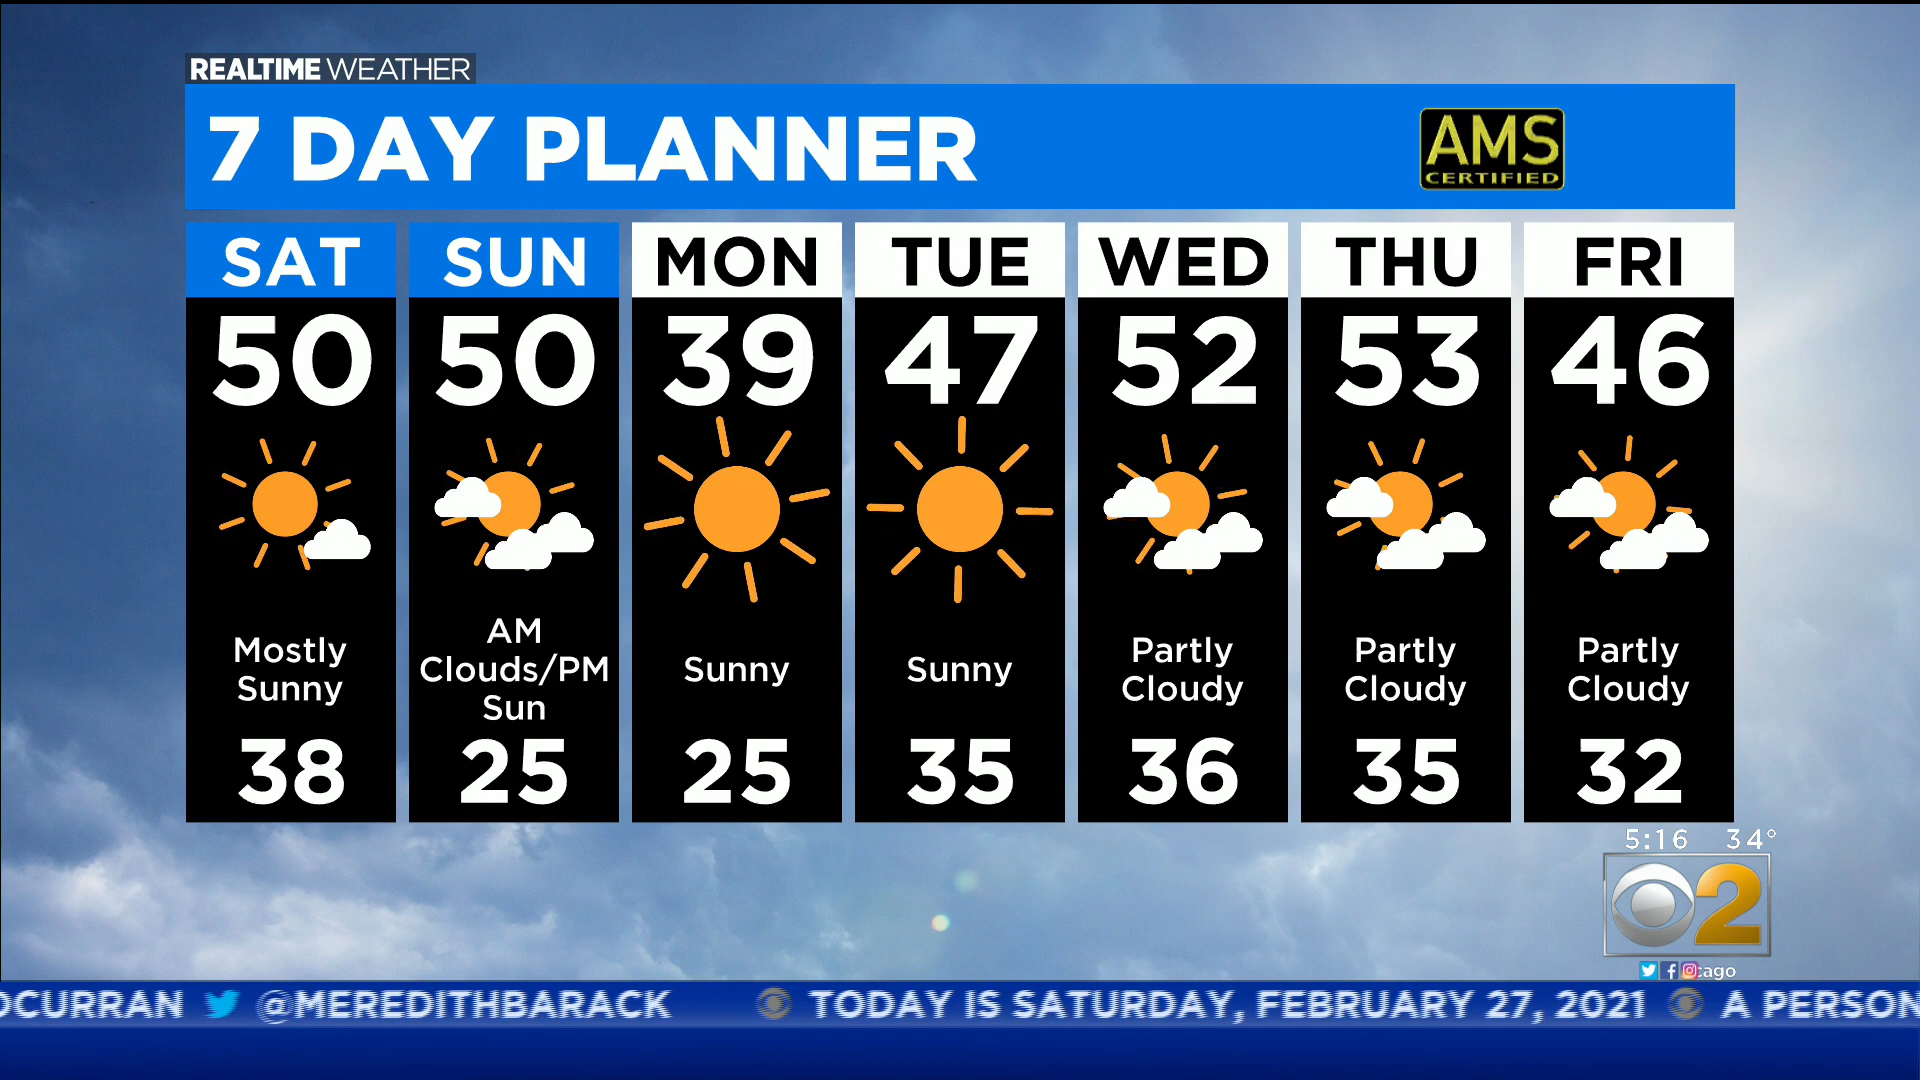 REALTIME WEATHER
7 DAY PLANNER
AMS
CERTIFIED
SAT
50
Mostly
Sunny
38
SUN
50
AM
Clouds/PM
Sun
25
MON
39
Sunny
25
TUE
47
Sunny
35
WED
52
Partly
Cloudy
36
THU
53
Partly
Cloudy
35
FRI
46
Partly
Cloudy
32
5:16 34°
2
cago
OCURRAN @MEREDITHBARACK TODAY IS SATURDAY, FEBRUARY 27, 2021 A PERSON